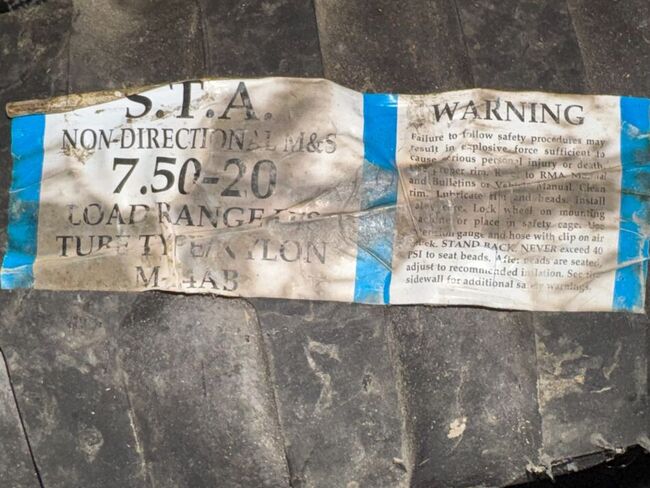 S.T.A.
NON-DIRECTIONAL M&S
7.50-20
LOAD RANGE
TUBE TYPE/NYLON
WARNING
Failure to follow safety procedures may
result in explosive force sufficient to
cause serious personal injury or death.
proper rim. to RMA Manual
and Bulletins or Vehicle Manual. Clean
rim. Lubricate rim and beads. Install
Lock wheel on mounting
machine or place in safety cage. Use
gauge and hose with clip on air
STAND BACK. NEVER exceed 40
PSI to seat beads. After beads are seated,
adjust to recommended inflation. See tire
sidewall for additional safety warnings.